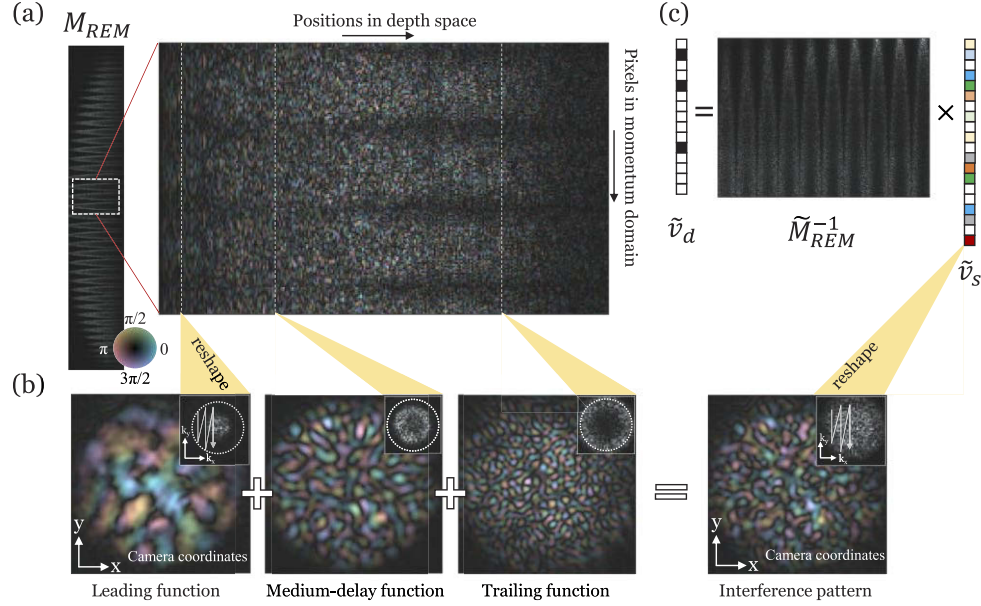 (a)
M_REM
Positions in depth space
Pixels in momentum domain
π/2
π
0
3π/2
(c)
ṽ_d
=
M̃_REM^{-1}
×
ṽ_s
reshape
reshape
(b)
k_y
k_x
y
x
Camera coordinates
Leading function
+
Medium-delay function
+
Trailing function
=
k_y
k_x
y
x
Camera coordinates
Interference pattern